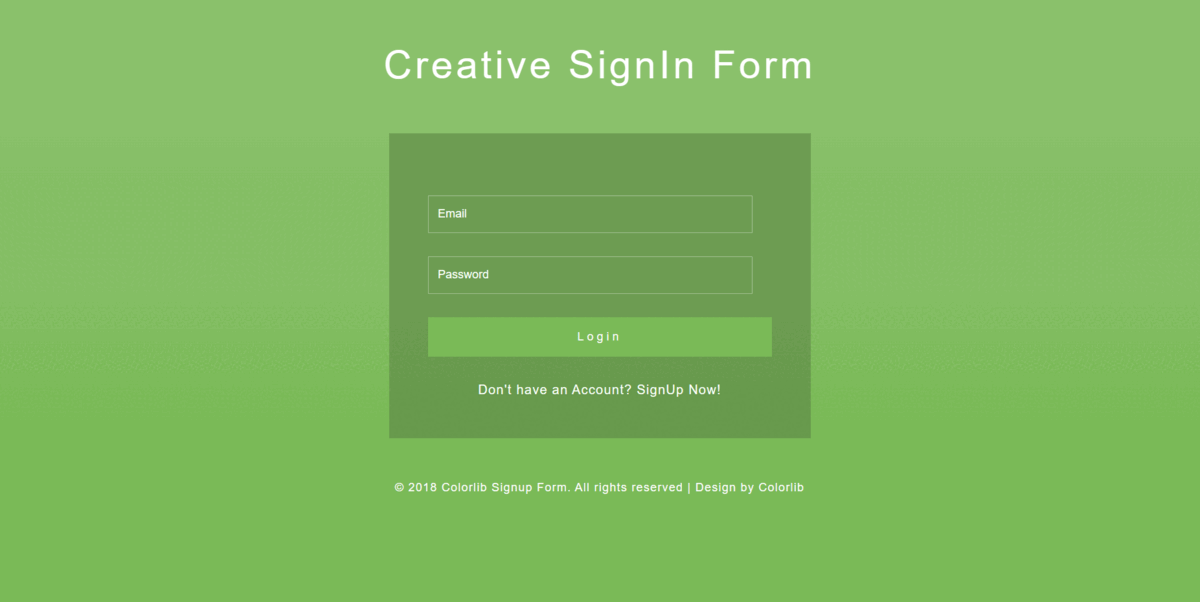 Creative SignIn Form
Email
Password
Login
Don't have an Account? SignUp Now!
© 2018 Colorlib Signup Form. All rights reserved | Design by Colorlib